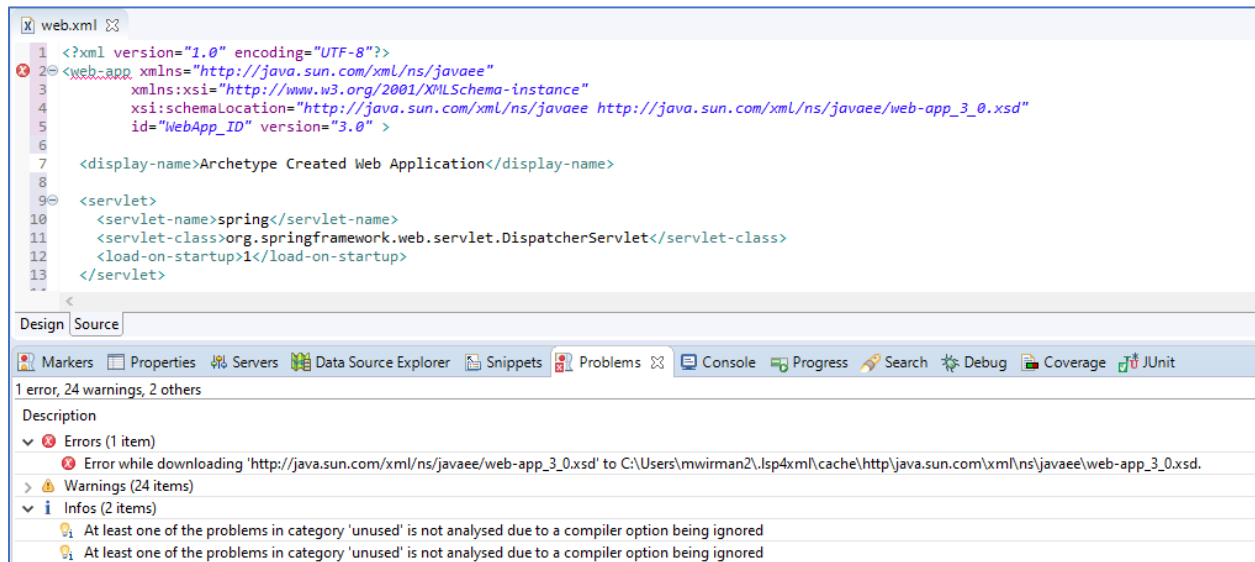 web.xml
1 <?xml version="1.0" encoding="UTF-8"?>
2 <web-app xmlns="http://java.sun.com/xml/ns/javaee"
3 xmlns:xsi="http://www.w3.org/2001/XMLSchema-instance"
4 xsi:schemaLocation="http://java.sun.com/xml/ns/javaee http://java.sun.com/xml/ns/javaee/web-app_3_0.xsd"
5 id="WebApp_ID" version="3.0" >
6
7 <display-name>Archetype Created Web Application</display-name>
8
9 <servlet>
10 <servlet-name>spring</servlet-name>
11 <servlet-class>org.springframework.web.servlet.DispatcherServlet</servlet-class>
12 <load-on-startup>1</load-on-startup>
13 </servlet>
Design Source
Markers Properties Servers Data Source Explorer Snippets Problems Console Progress Search Debug Coverage JUnit
1 error, 24 warnings, 2 others
Description
Errors (1 item)
Error while downloading 'http://java.sun.com/xml/ns/javaee/web-app_3_0.xsd' to C:\Users\mwirman2\.lsp4xml\cache\http\java.sun.com\xml\ns\javaee\web-app_3_0.xsd.
Warnings (24 items)
Infos (2 items)
At least one of the problems in category 'unused' is not analysed due to a compiler option being ignored
At least one of the problems in category 'unused' is not analysed due to a compiler option being ignored